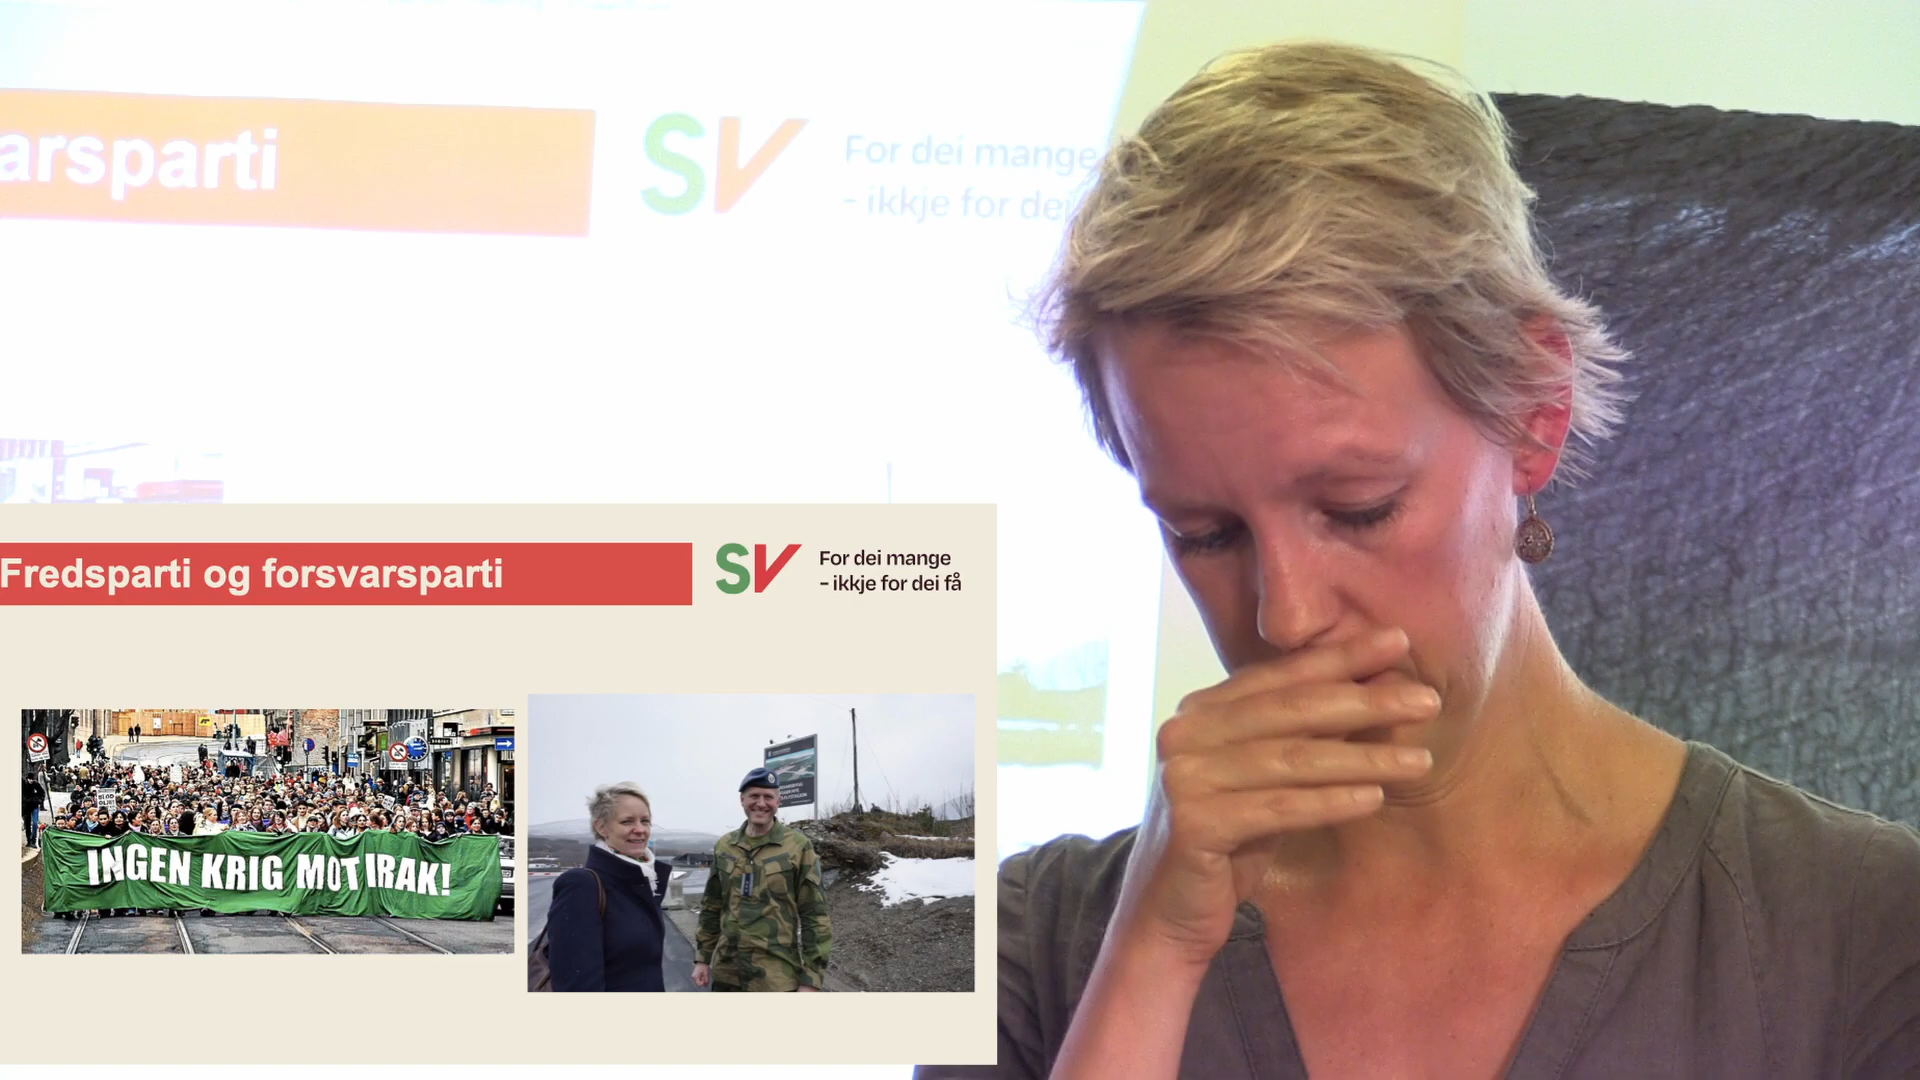 arsparti
SV
For dei mange
- ikkje for dei
Fredsparti og forsvarsparti
SV
For dei mange
- ikkje for dei få
INGEN KRIG MOT IRAK!